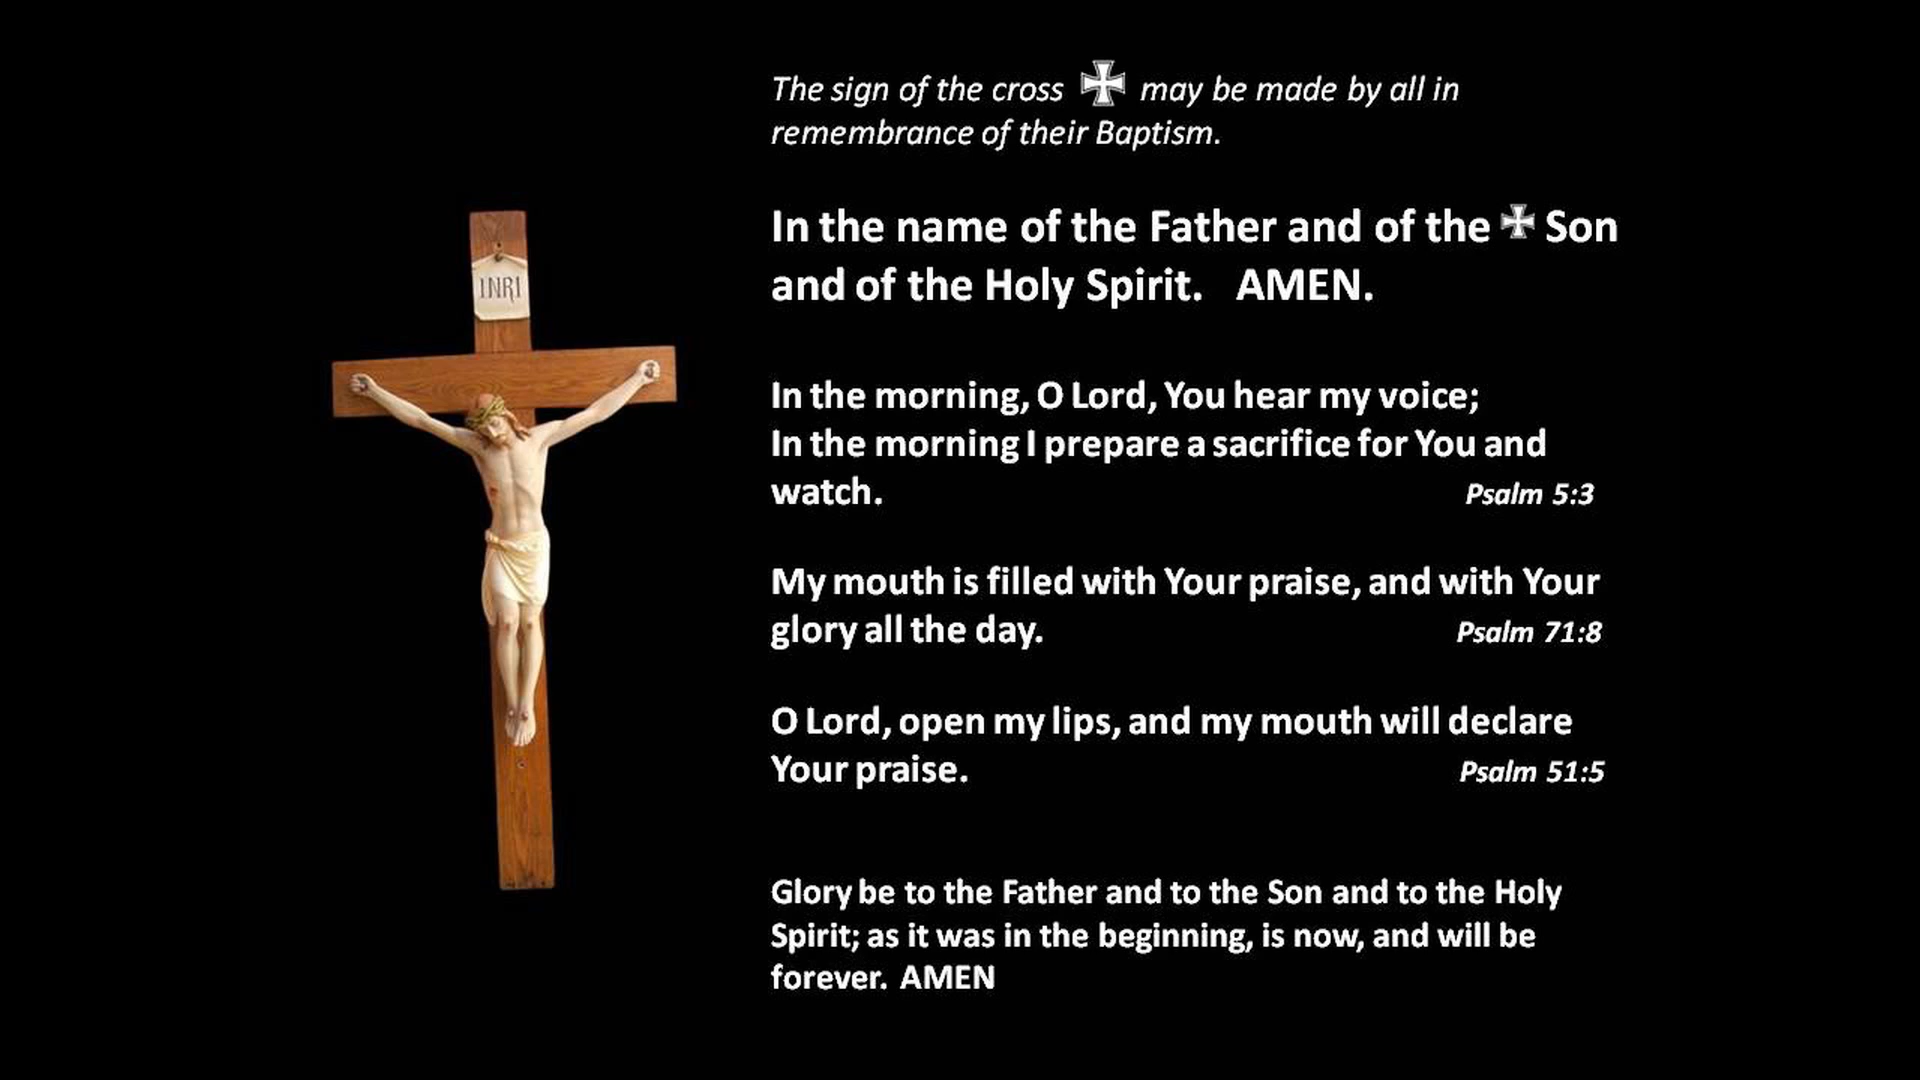 INRI
The sign of the cross ✠ may be made by all in
remembrance of their Baptism.
In the name of the Father and of the ✠ Son
and of the Holy Spirit. AMEN.
In the morning, O Lord, You hear my voice;
In the morning I prepare a sacrifice for You and
watch. Psalm 5:3
My mouth is filled with Your praise, and with Your
glory all the day. Psalm 71:8
O Lord, open my lips, and my mouth will declare
Your praise. Psalm 51:5
Glory be to the Father and to the Son and to the Holy
Spirit; as it was in the beginning, is now, and will be
forever. AMEN